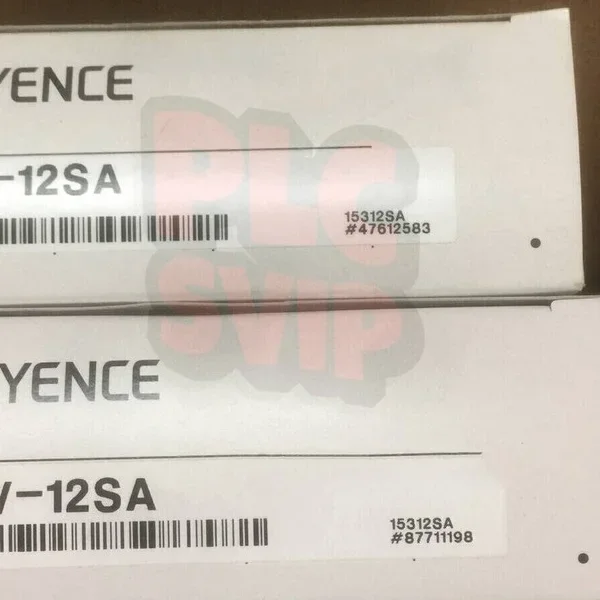 YENCE
-12SA
15312SA
#47612583
PLC
SVIP
YENCE
V-12SA
15312SA
#87711198